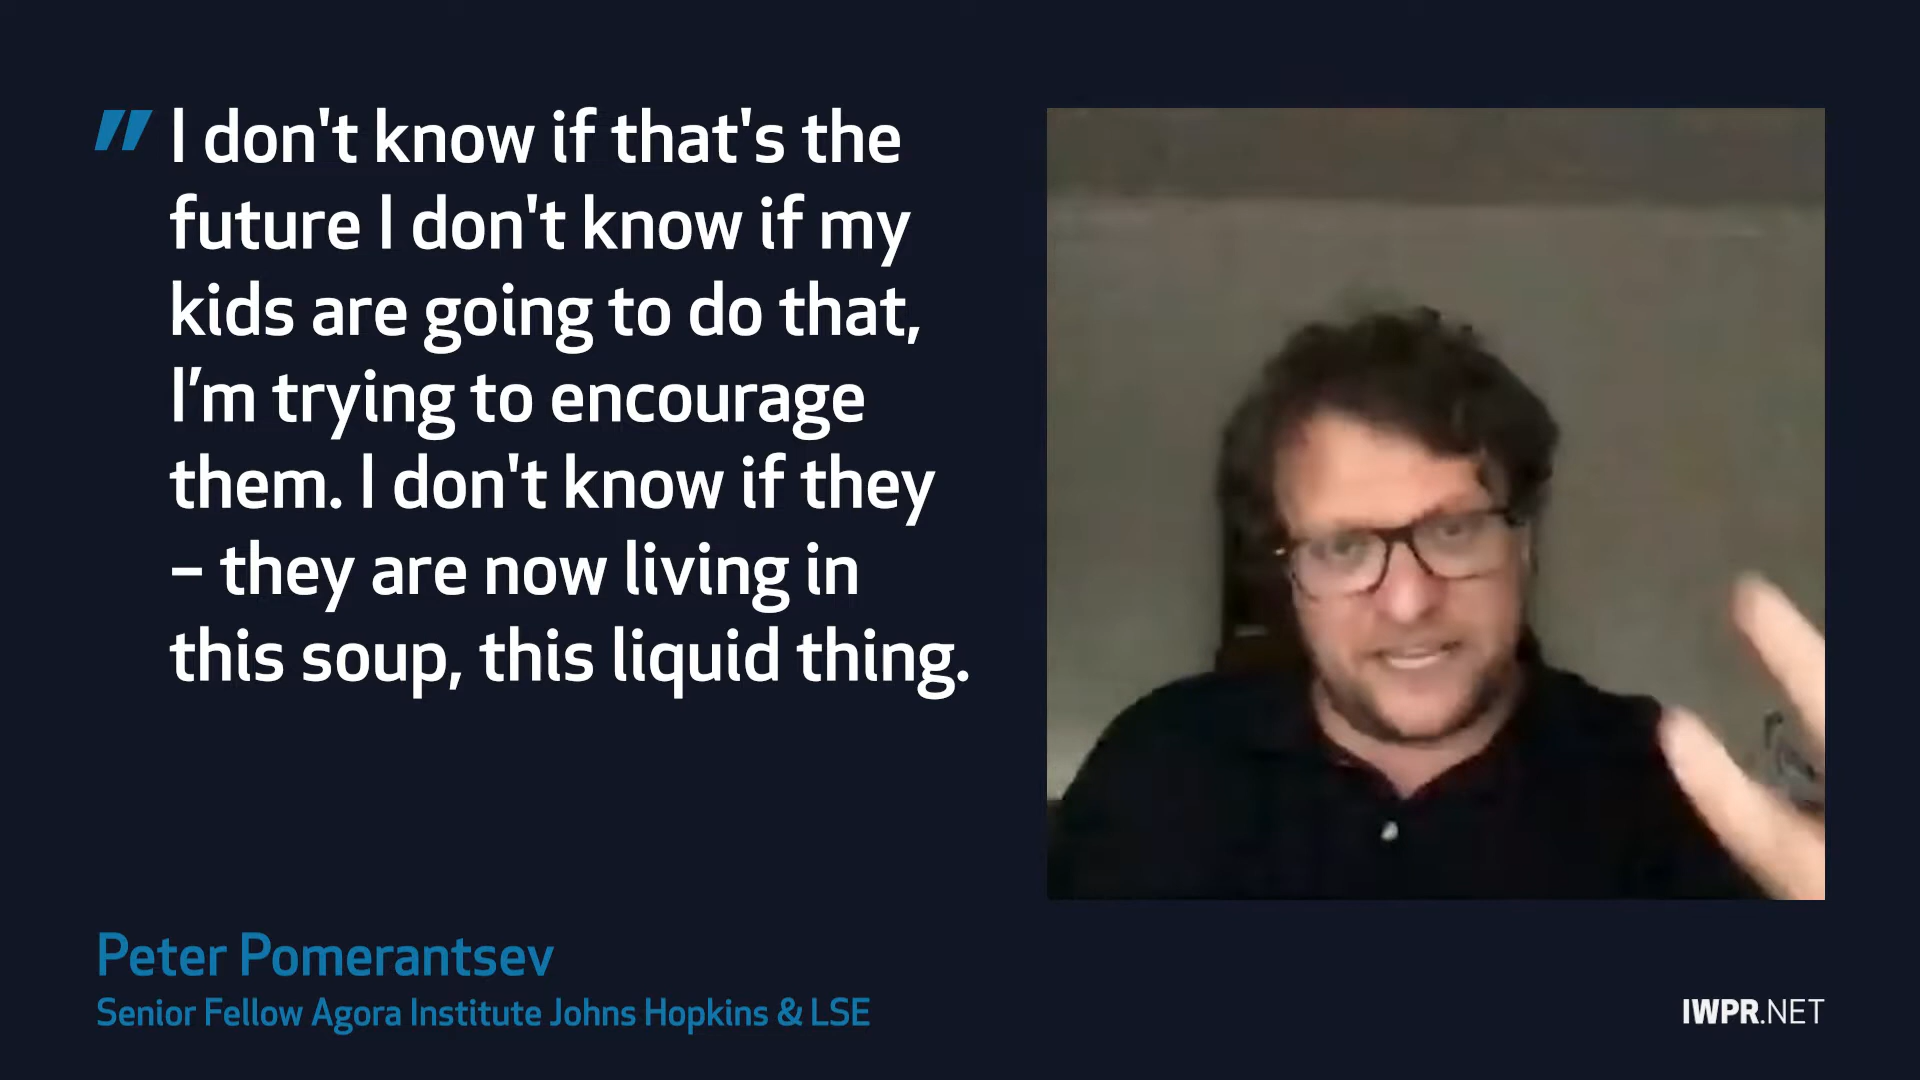 " I don't know if that's the
future I don't know if my
kids are going to do that,
I’m trying to encourage
them. I don't know if they
– they are now living in
this soup, this liquid thing.
Peter Pomerantsev
Senior Fellow Agora Institute Johns Hopkins & LSE
IWPR.NET